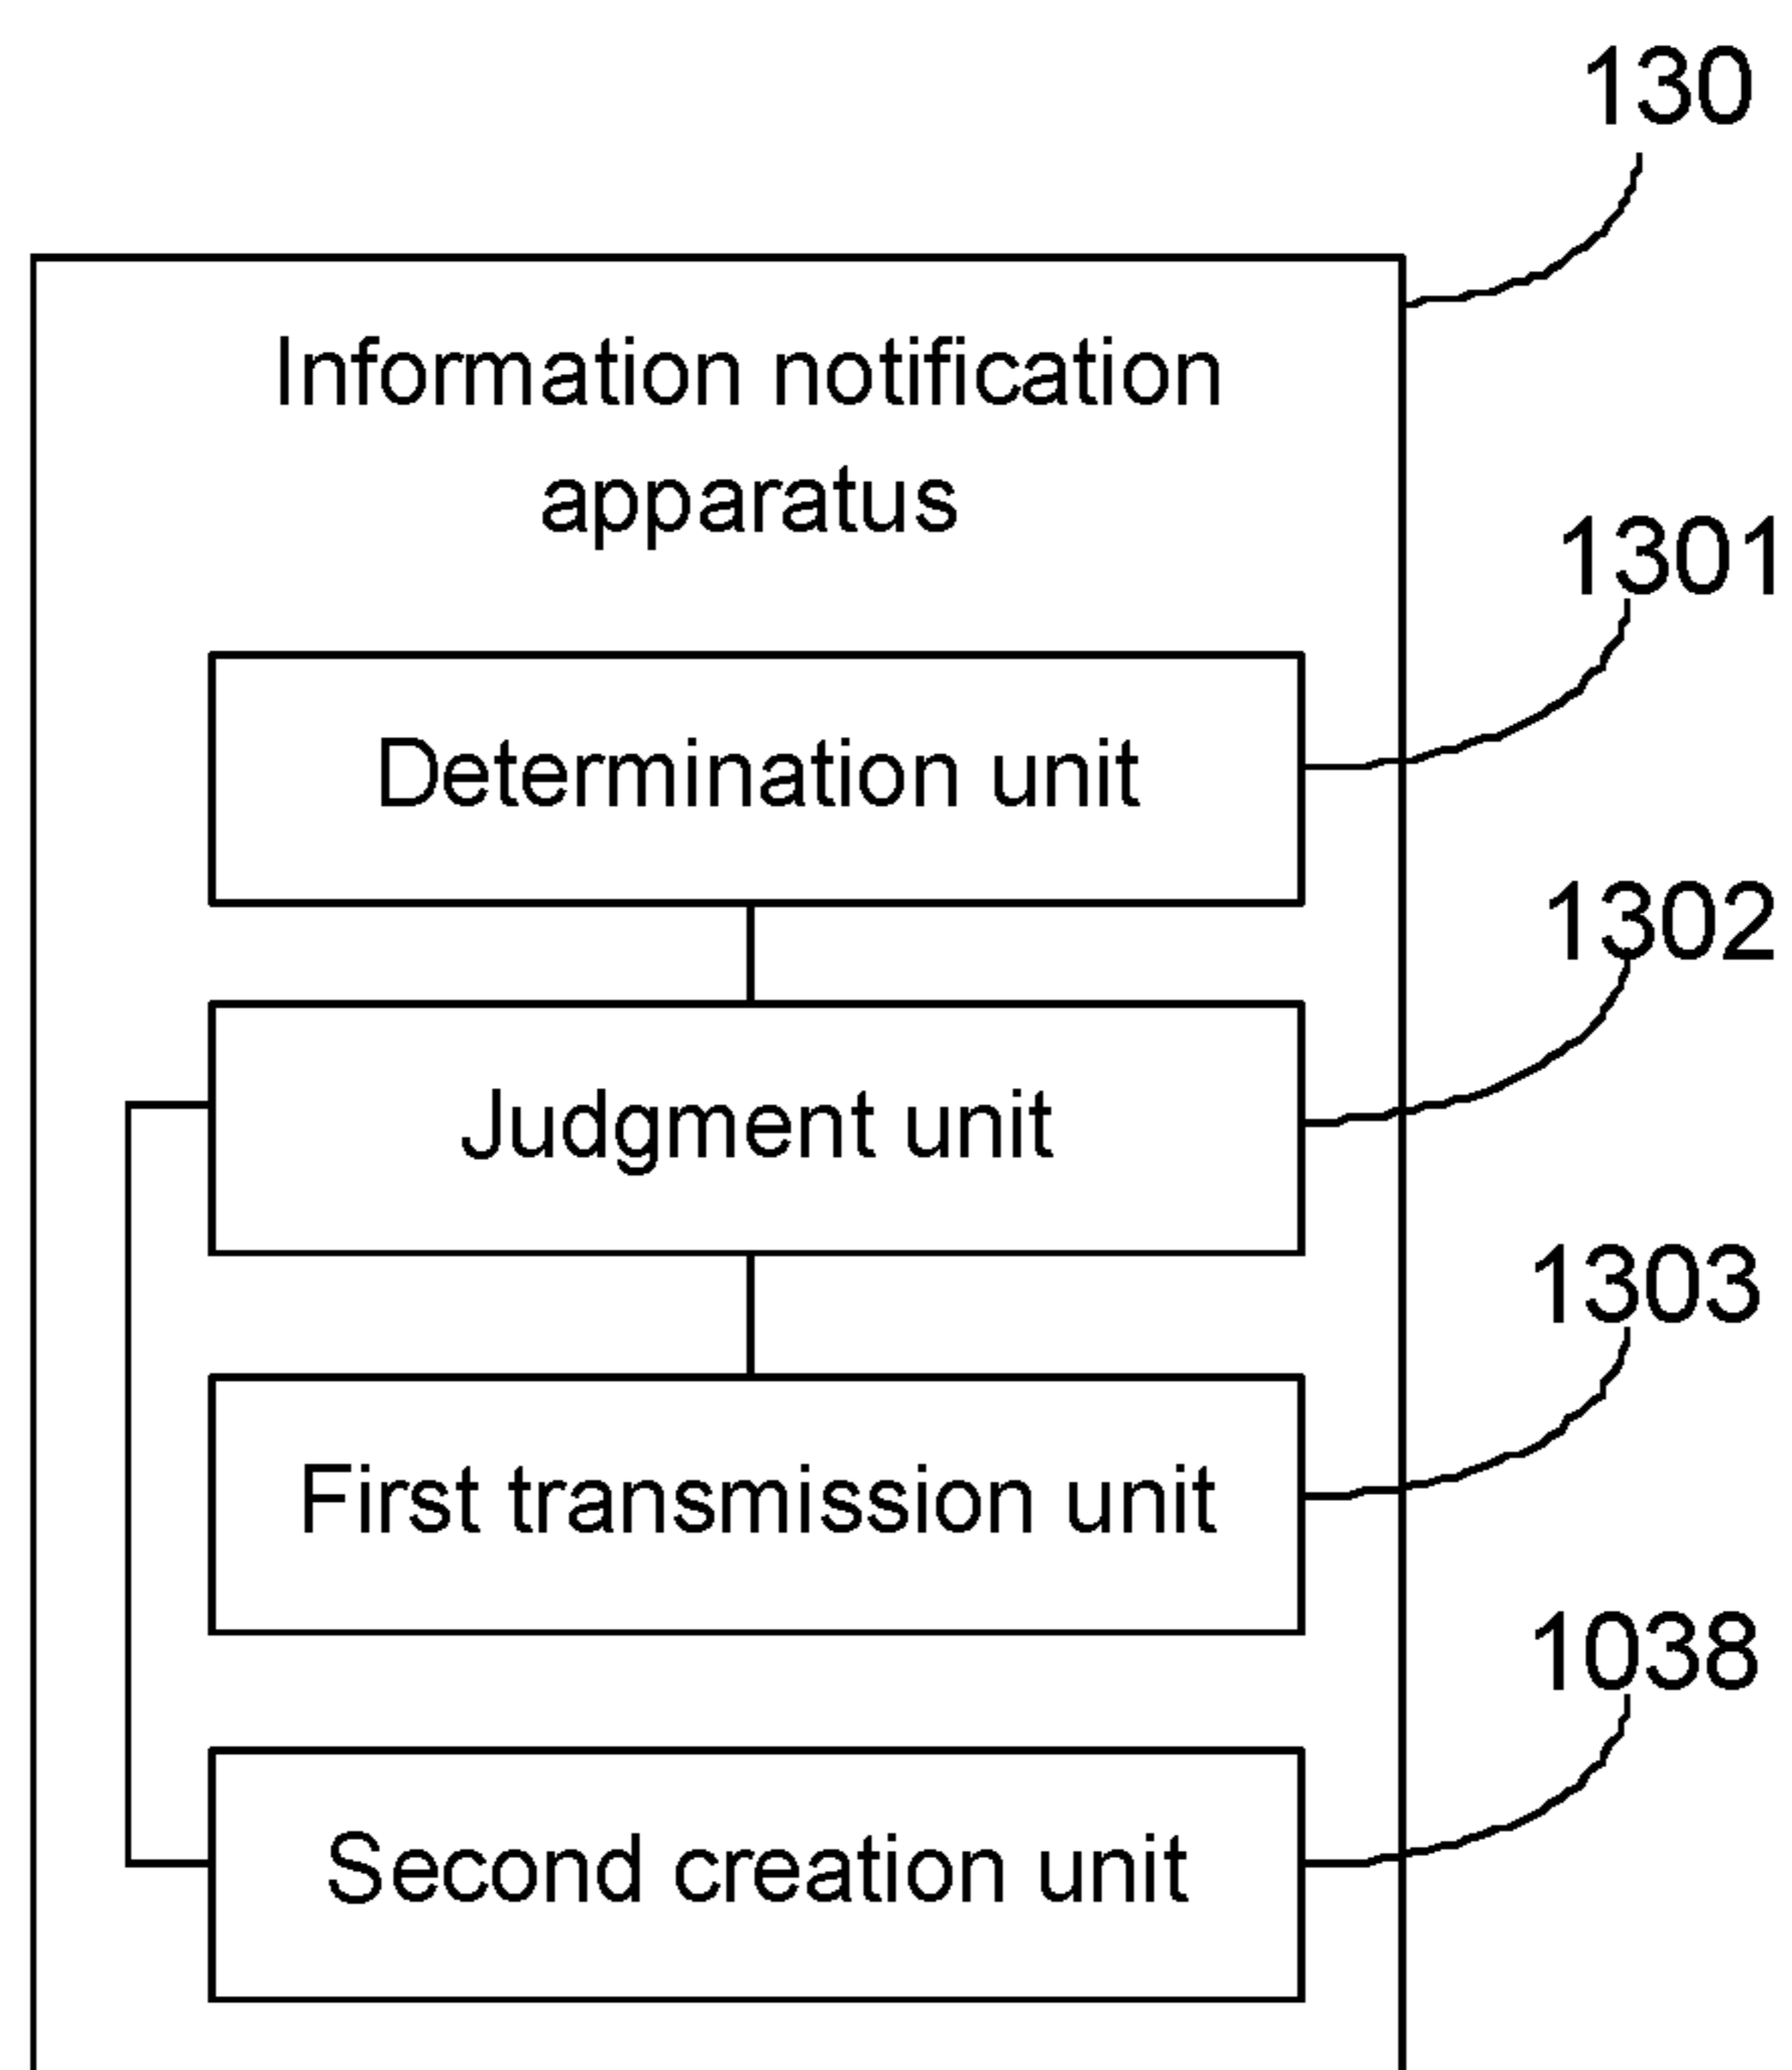 130
Information notification
apparatus
1301
Determination unit
1302
Judgment unit
1303
First transmission unit
1038
Second creation unit